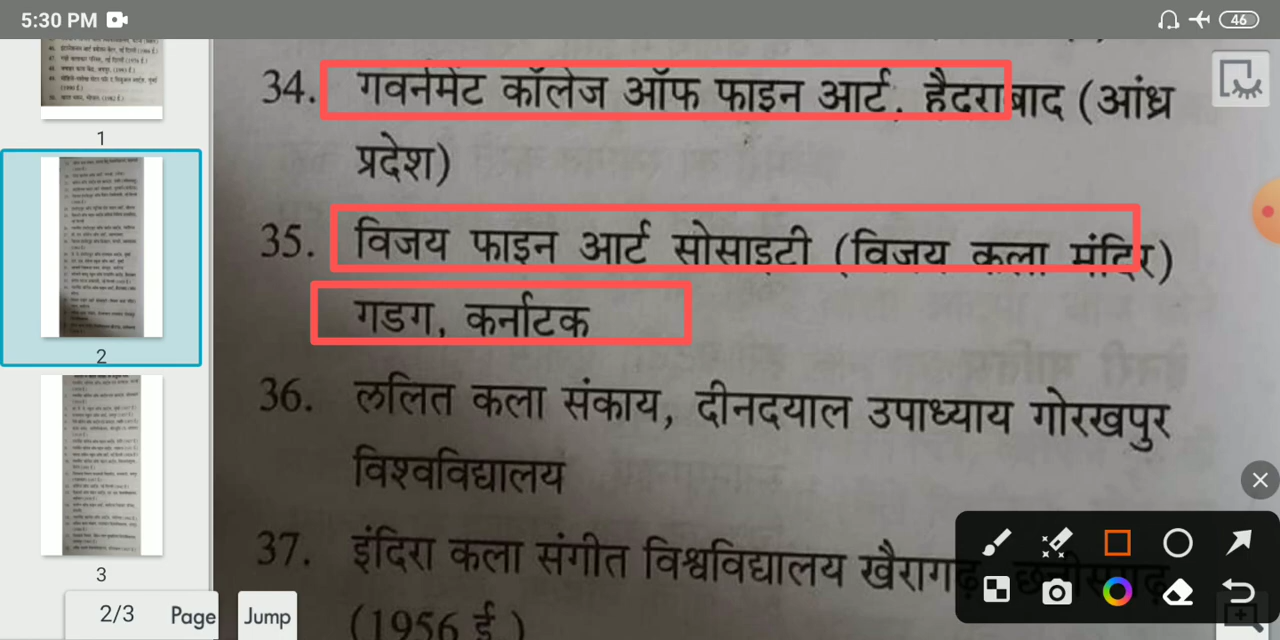 5:30 PM
46
34. गवर्नमेंट कॉलेज ऑफ फाइन आर्ट. हैदराबाद (आंध्र
प्रदेश)
35. विजय फाइन आर्ट सोसाइटी (विजय कला मंदिर)
गडग, कर्नाटक
36. ललित कला संकाय, दीनदयाल उपाध्याय गोरखपुर
विश्वविद्यालय
37. इंदिरा कला संगीत विश्वविद्यालय खैरागढ़, छत्तीसगढ़
(1956 ई.)
1
2
3
2/3 Page Jump